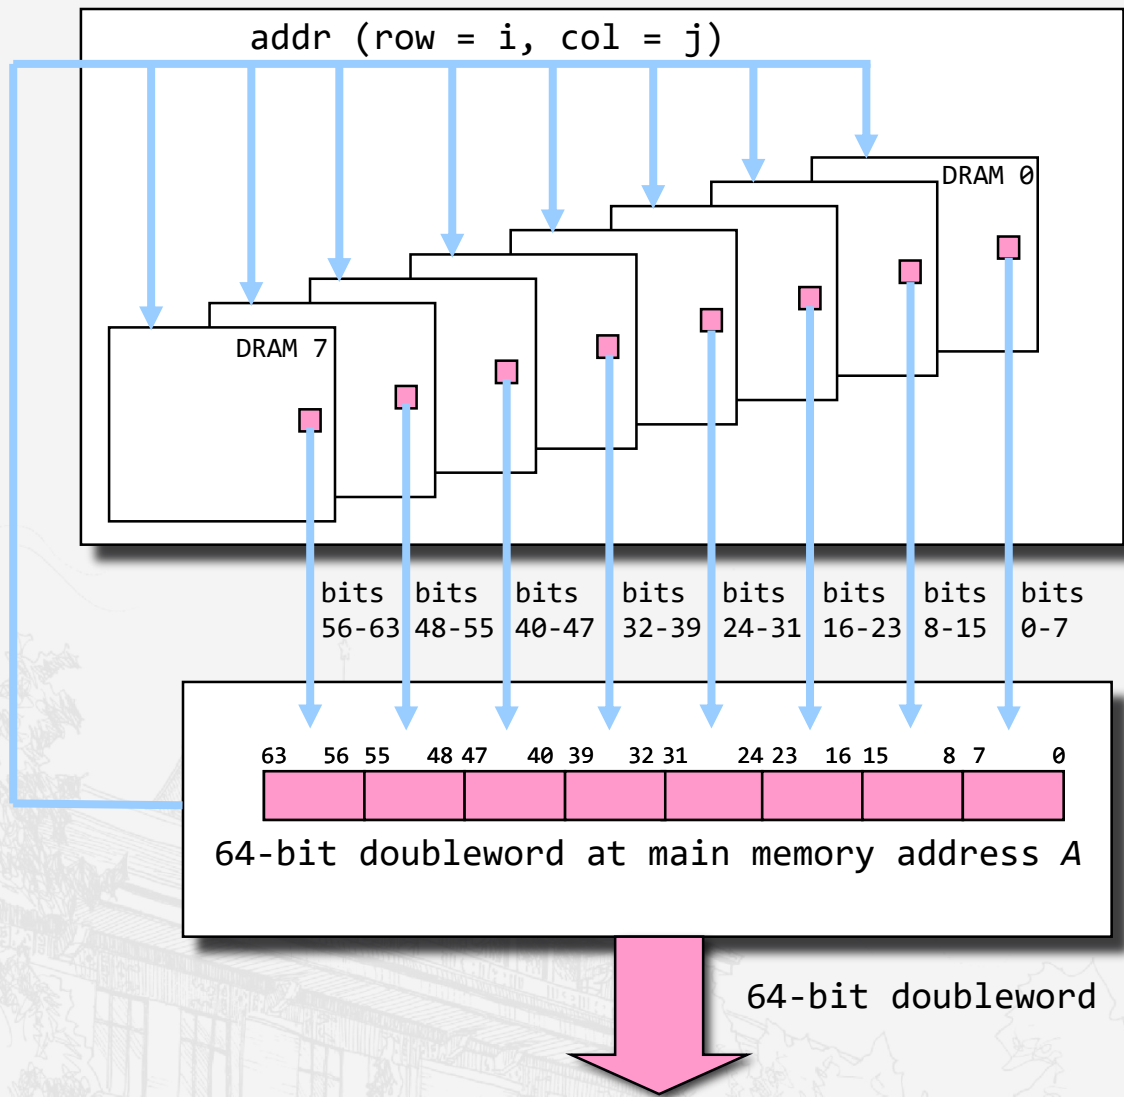 addr (row = i, col = j)
DRAM 0
DRAM 7
bits bits bits bits bits bits bits bits
56-63 48-55 40-47 32-39 24-31 16-23 8-15 0-7
63 56 55 48 47 40 39 32 31 24 23 16 15 8 7 0
64-bit doubleword at main memory address A
64-bit doubleword